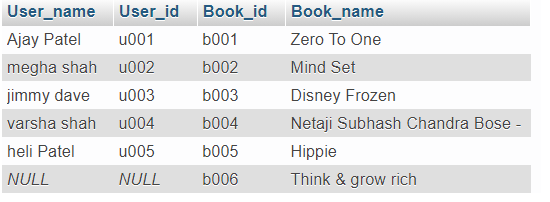 User_name User_id Book_id Book_name
Ajay Patel u001 b001 Zero To One
megha shah u002 b002 Mind Set
jimmy dave u003 b003 Disney Frozen
varsha shah u004 b004 Netaji Subhash Chandra Bose -
heli Patel u005 b005 Hippie
NULL NULL b006 Think & grow rich